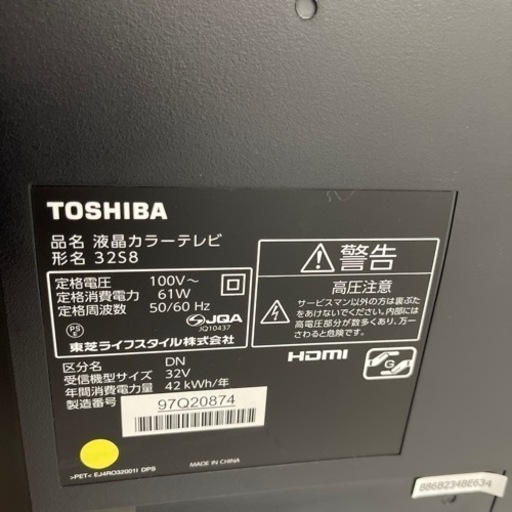 TOSHIBA
品名 液晶カラーテレビ
形名 32S8
定格電圧 100V～
定格消費電力 61W
定格周波数 50/60 Hz
PS
E
JQA
JQ10437
東芝ライフスタイル株式会社
区分名 DN
受信機型サイズ 32V
年間消費電力量 42 kWh/年
製造番号
97Q20874
MADE IN CHINA
>PET< EJ4RO32001I DPS
警告
高圧注意
サービスマン以外の方は裏ぶた
をあけないでください。内部には
高電圧部分が数多くあり、万一
さわると危険です。
HDMI
G
B86B234BE634